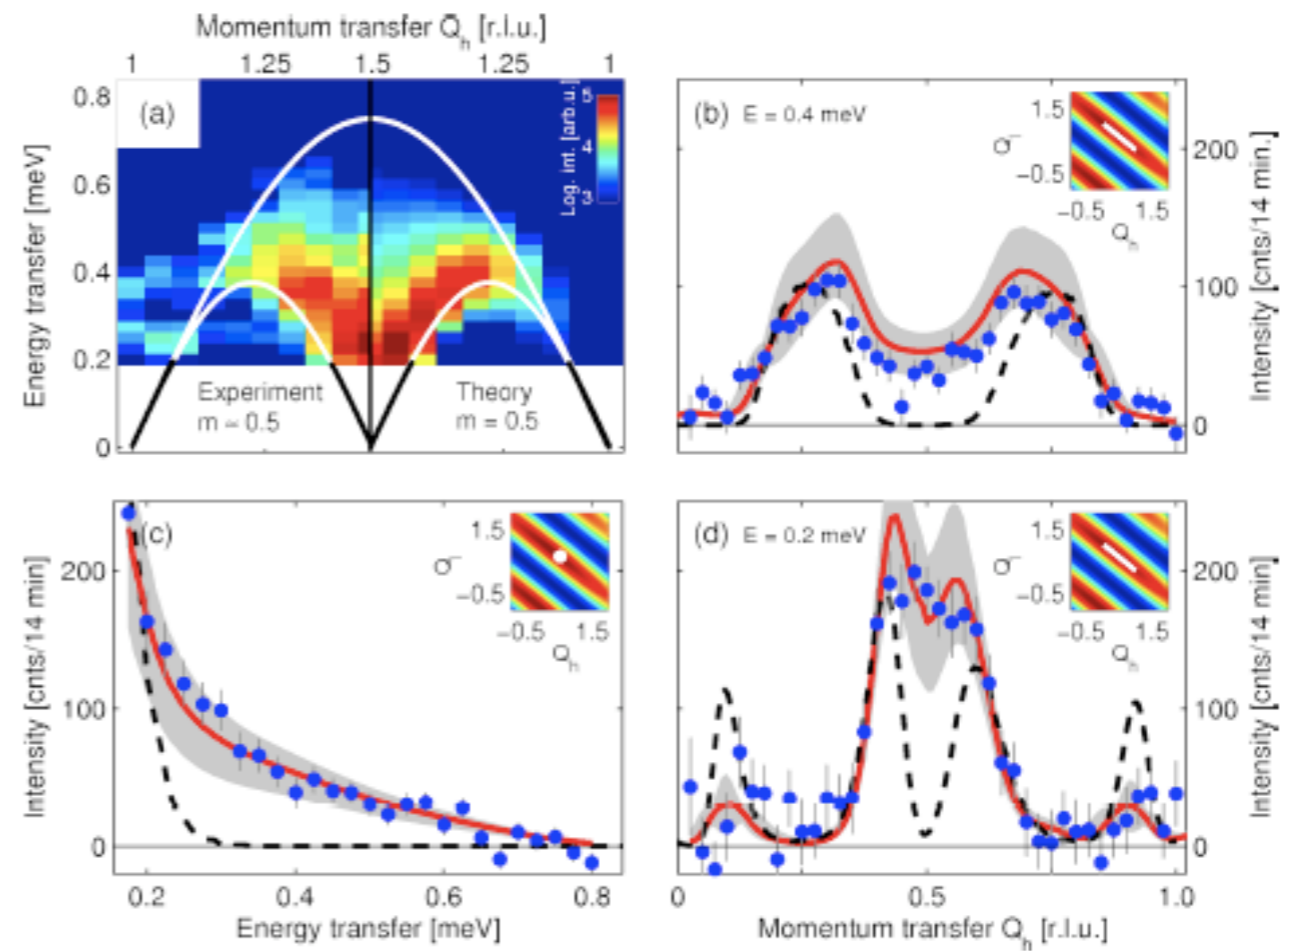 Momentum transfer Q̄h [r.l.u.]
1 1.25 1.5 1.25 1
(a)
Energy transfer [meV]
0.8
0.6
0.4
0.2
0
Log. int. [arb.u.]
5
4
3
Experiment
m ≃ 0.5
Theory
m = 0.5
(b) E = 0.4 meV
1.5
-0.5
-0.5 1.5
Qh
Intensity [cnts/14 min.]
200
100
0
(c)
Intensity [cnts/14 min]
200
100
0
1.5
-0.5
-0.5 1.5
Qh
0.2 0.4 0.6 0.8
Energy transfer [meV]
(d) E = 0.2 meV
1.5
-0.5
-0.5 1.5
Qh
Intensity [cnts/14 min]
200
100
0
0 0.5 1.0
Momentum transfer Qh [r.l.u.]